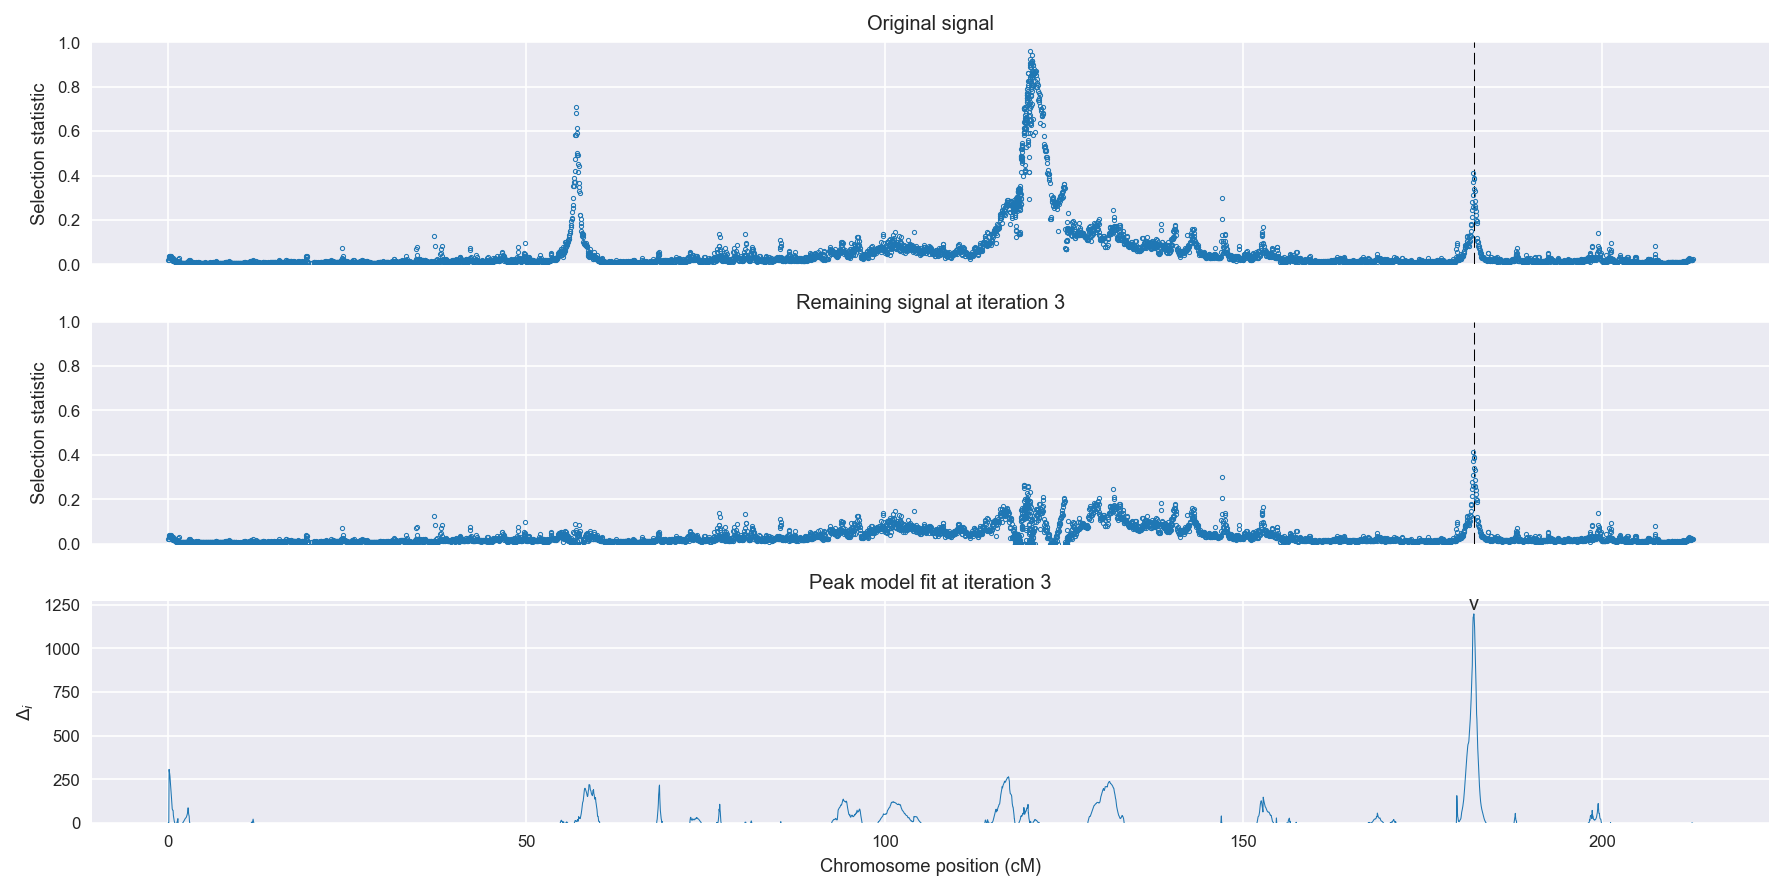 Original signal
1.0
0.8
0.6
0.4
0.2
0.0
Selection statistic
Remaining signal at iteration 3
1.0
0.8
0.6
0.4
0.2
0.0
Selection statistic
Peak model fit at iteration 3
1250
1000
750
500
250
0
Δi
0 50 100 150 200
Chromosome position (cM)